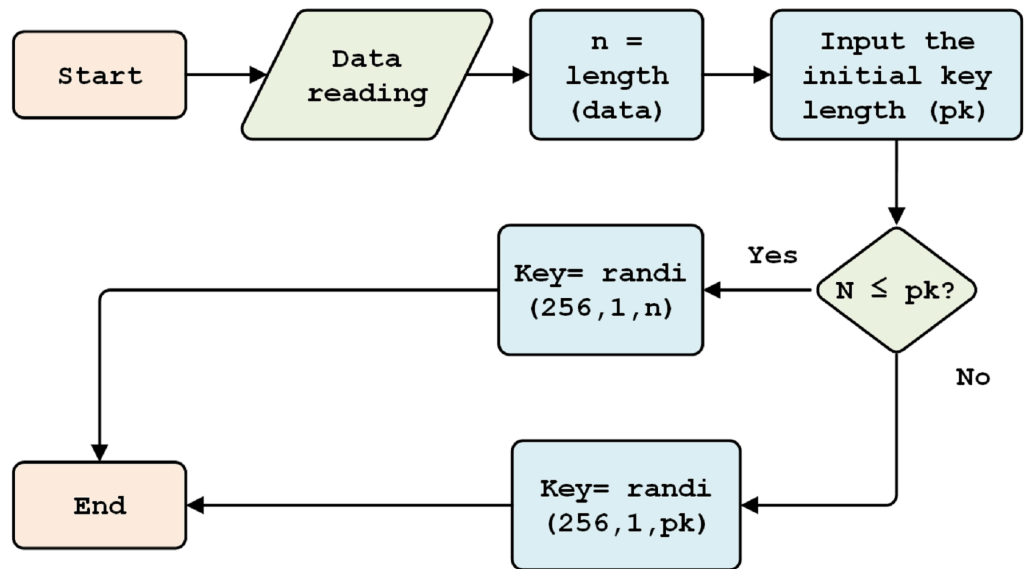 Start
Data
reading
n =
length
(data)
Input the
initial key
length (pk)
N ≤ pk?
Yes
Key= randi
(256,1,n)
No
Key= randi
(256,1,pk)
End